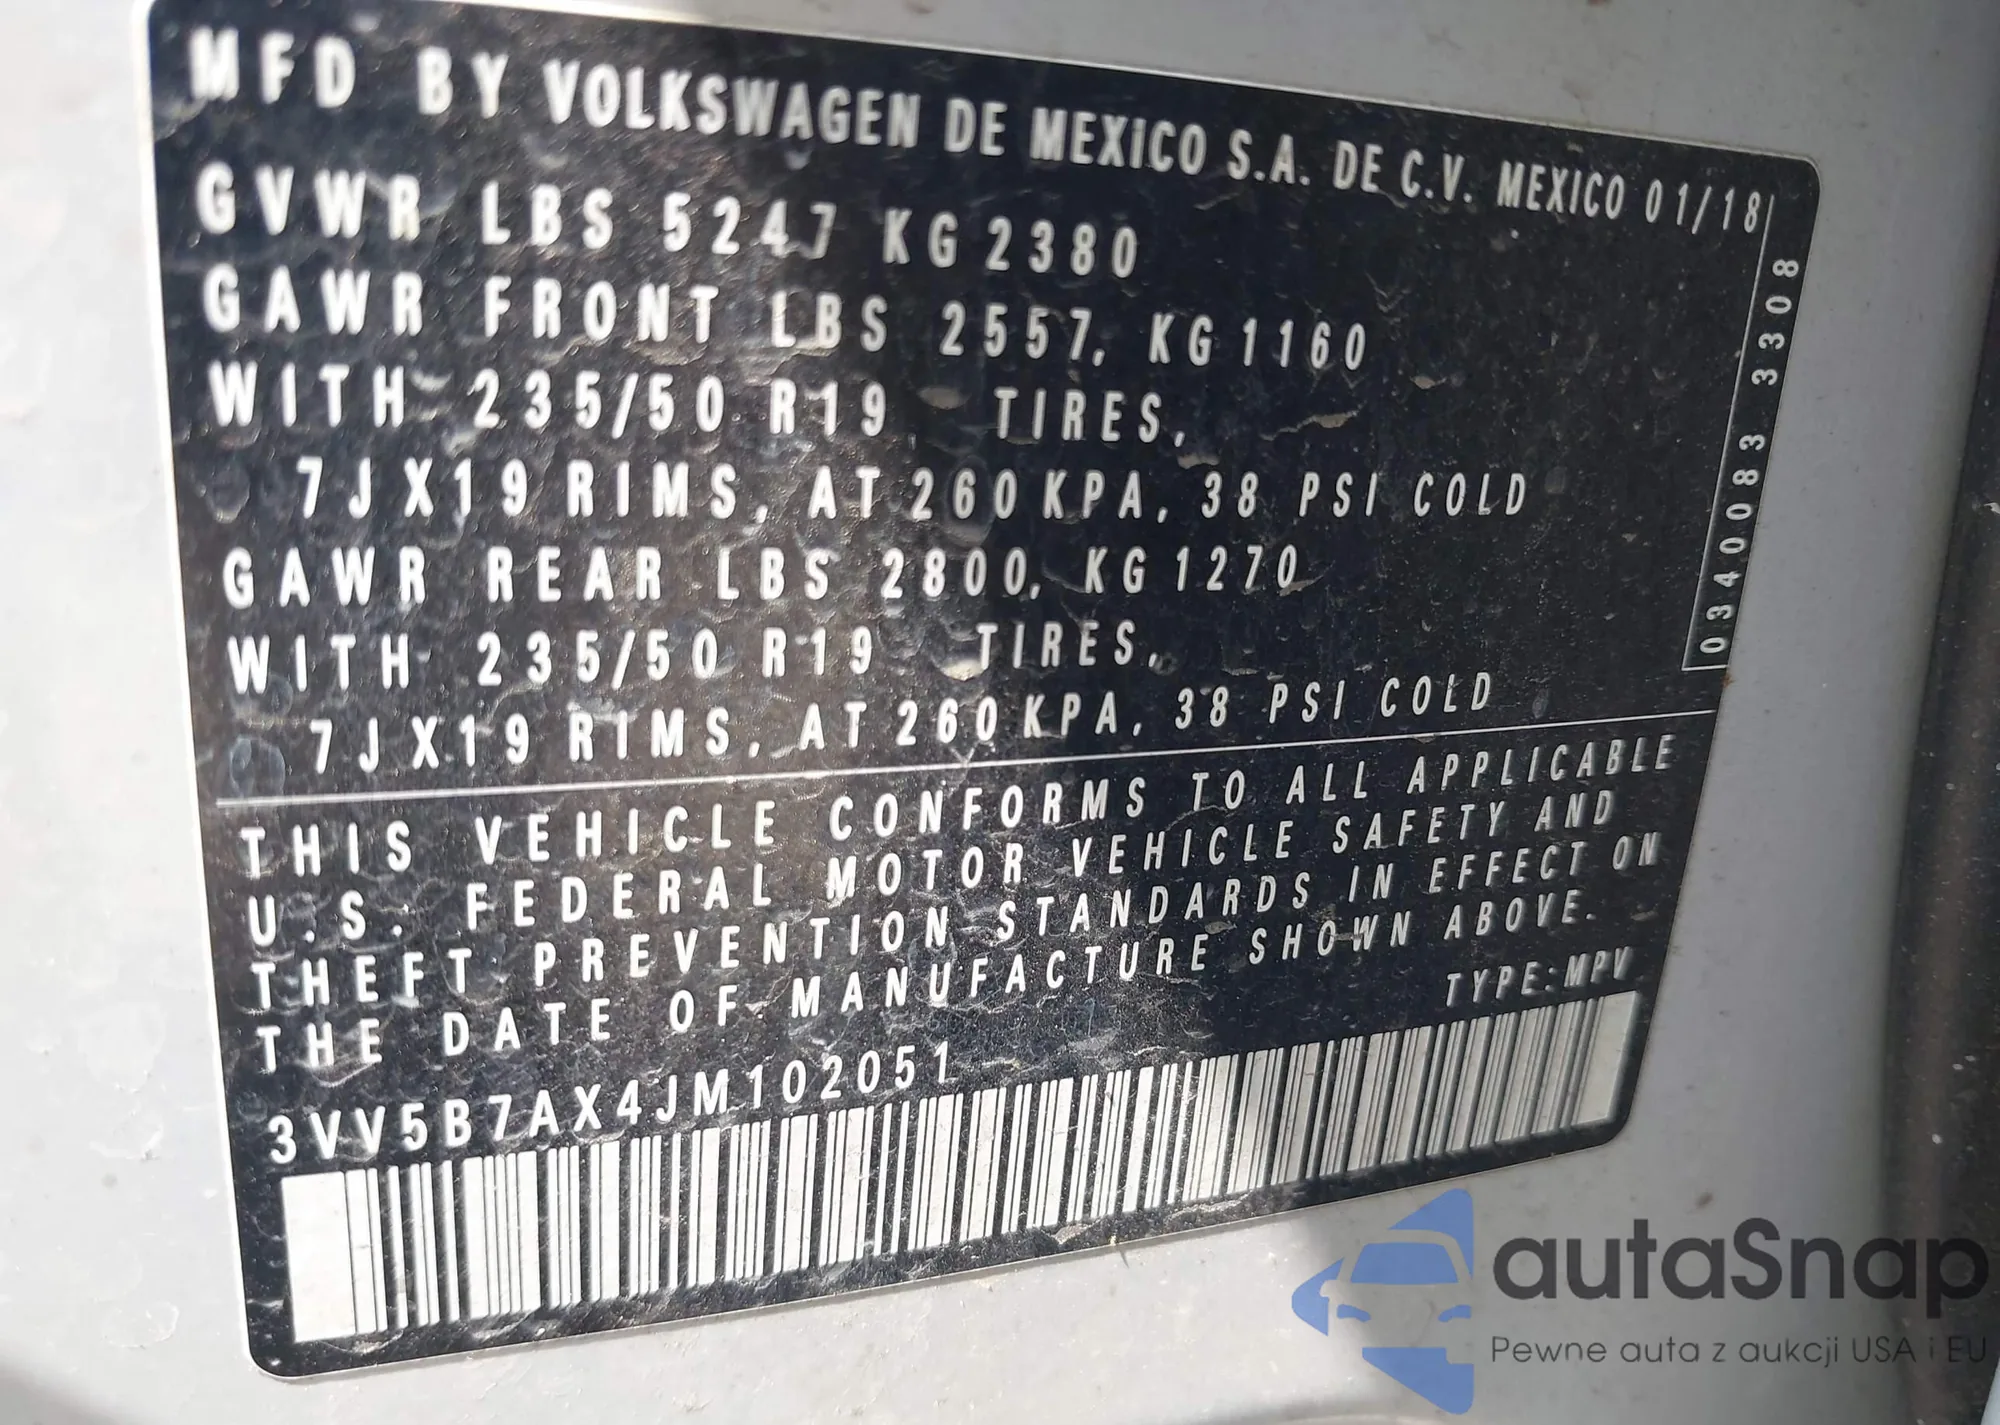 MFD BY VOLKSWAGEN DE MEXICO S.A. DE C.V. MEXICO 01/18
GVWR LBS 5247 KG 2380
GAWR FRONT LBS 2557, KG 1160
WITH 235/50 R19 TIRES,
7J X19 RIMS, AT 260 KPA, 38 PSI COLD
GAWR REAR LBS 2800, KG 1270
WITH 235/50 R19 TIRES,
7J X19 RIMS, AT 260 KPA, 38 PSI COLD
0340083 3308
THIS VEHICLE CONFORMS TO ALL APPLICABLE
U.S. FEDERAL MOTOR VEHICLE SAFETY AND
THEFT PREVENTION STANDARDS IN EFFECT ON
THE DATE OF MANUFACTURE SHOWN ABOVE.
TYPE: MPV
3VV5B7AX4JM102051
autaSnap
Pewne auta z aukcji USA i EU